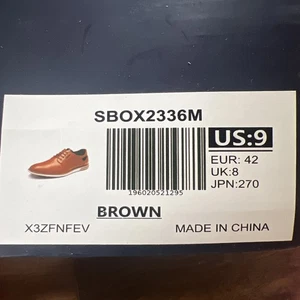 SBOX2336M
US:9
EUR: 42
UK:8
JPN:270
196020521295
BROWN
X3ZFNFEV
MADE IN CHINA